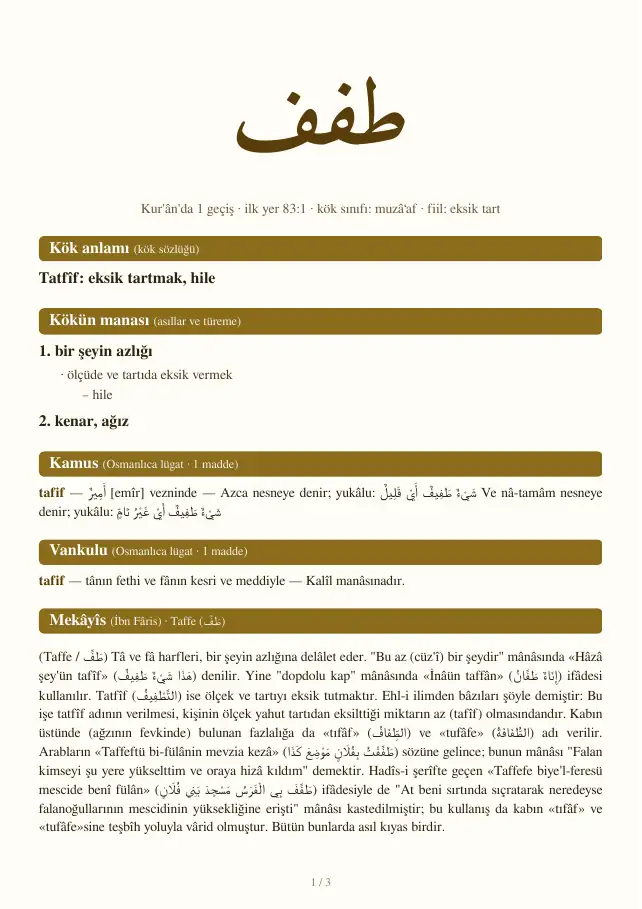 طفف
Kur'ân'da 1 geçiş · ilk yer 83:1 · kök sınıfı: muzâ'af · fiil: eksik tart
Kök anlamı (kök sözlüğü)
Tatfîf: eksik tartmak, hile
Kökün manası (asıllar ve türeme)
1. bir şeyin azlığı
· ölçüde ve tartıda eksik vermek
– hile
2. kenar, ağız
Kamus (Osmanlıca lügat · 1 madde)
tafif — أَمِيرٌ [emîr] vezninde — Azca nesneye denir; yukâlu: شَيْءٌ طَفِيفٌ أَيْ قَلِيلٌ Ve nâ-tamâm nesneye
denir; yukâlu: شَيْءٌ طَفِيفٌ أَيْ غَيْرُ تَامٍّ
Vankulu (Osmanlıca lügat · 1 madde)
tafif — tânın fethi ve fânın kesri ve meddiyle — Kalîl manâsınadır.
Mekâyîs (İbn Fâris) · Taffe (طَفَّ)
(Taffe / طَفَّ) Tâ ve fâ harfleri, bir şeyin azlığına delâlet eder. "Bu az (cüz'î) bir şeydir" mânâsında «Hâzâ
şey'ün tafîf» (هَذَا شَيْءٌ طَفِيفٌ) denilir. Yine "dopdolu kap" mânâsında «İnâün taffân» (إِنَاءٌ طَفَّانُ) ifâdesi
kullanılır. Tatfîf (التَّطْفِيفُ) ise ölçek ve tartıyı eksik tutmaktır. Ehl-i ilimden bâzıları şöyle demiştir: Bu
işe tatfîf adının verilmesi, kişinin ölçek yahut tartıdan eksilttiği miktarın az (tafîf) olmasındandır. Kabın
üstünde (ağzının fevkinde) bulunan fazlalığa da «tıfâf» (الطِّفَافُ) ve «tufâfe» (الطُّفَافَةُ) adı verilir.
Arabların «Taffeftü bi-fülânin mevzia kezâ» (طَفَّفْتُ بِفُلَانٍ مَوْضِعَ كَذَا) sözüne gelince; bunun mânâsı "Falan
kimseyi şu yere yükselttim ve oraya hizâ kıldım" demektir. Hadîs-i şerîfte geçen «Taffefe biye'l-feresü
mescide benî fülân» (طَفَّفَ بِي الْفَرَسُ مَسْجِدَ بَنِي فُلَانٍ) ifâdesiyle de "At beni sırtında sıçratarak neredeyse
falanoğullarının mescidinin yüksekliğine erişti" mânâsı kastedilmiştir; bu kullanış da kabın «tıfâf» ve
«tufâfe»sine teşbîh yoluyla vârid olmuştur. Bütün bunlarda asıl kıyas birdir.
1 / 3